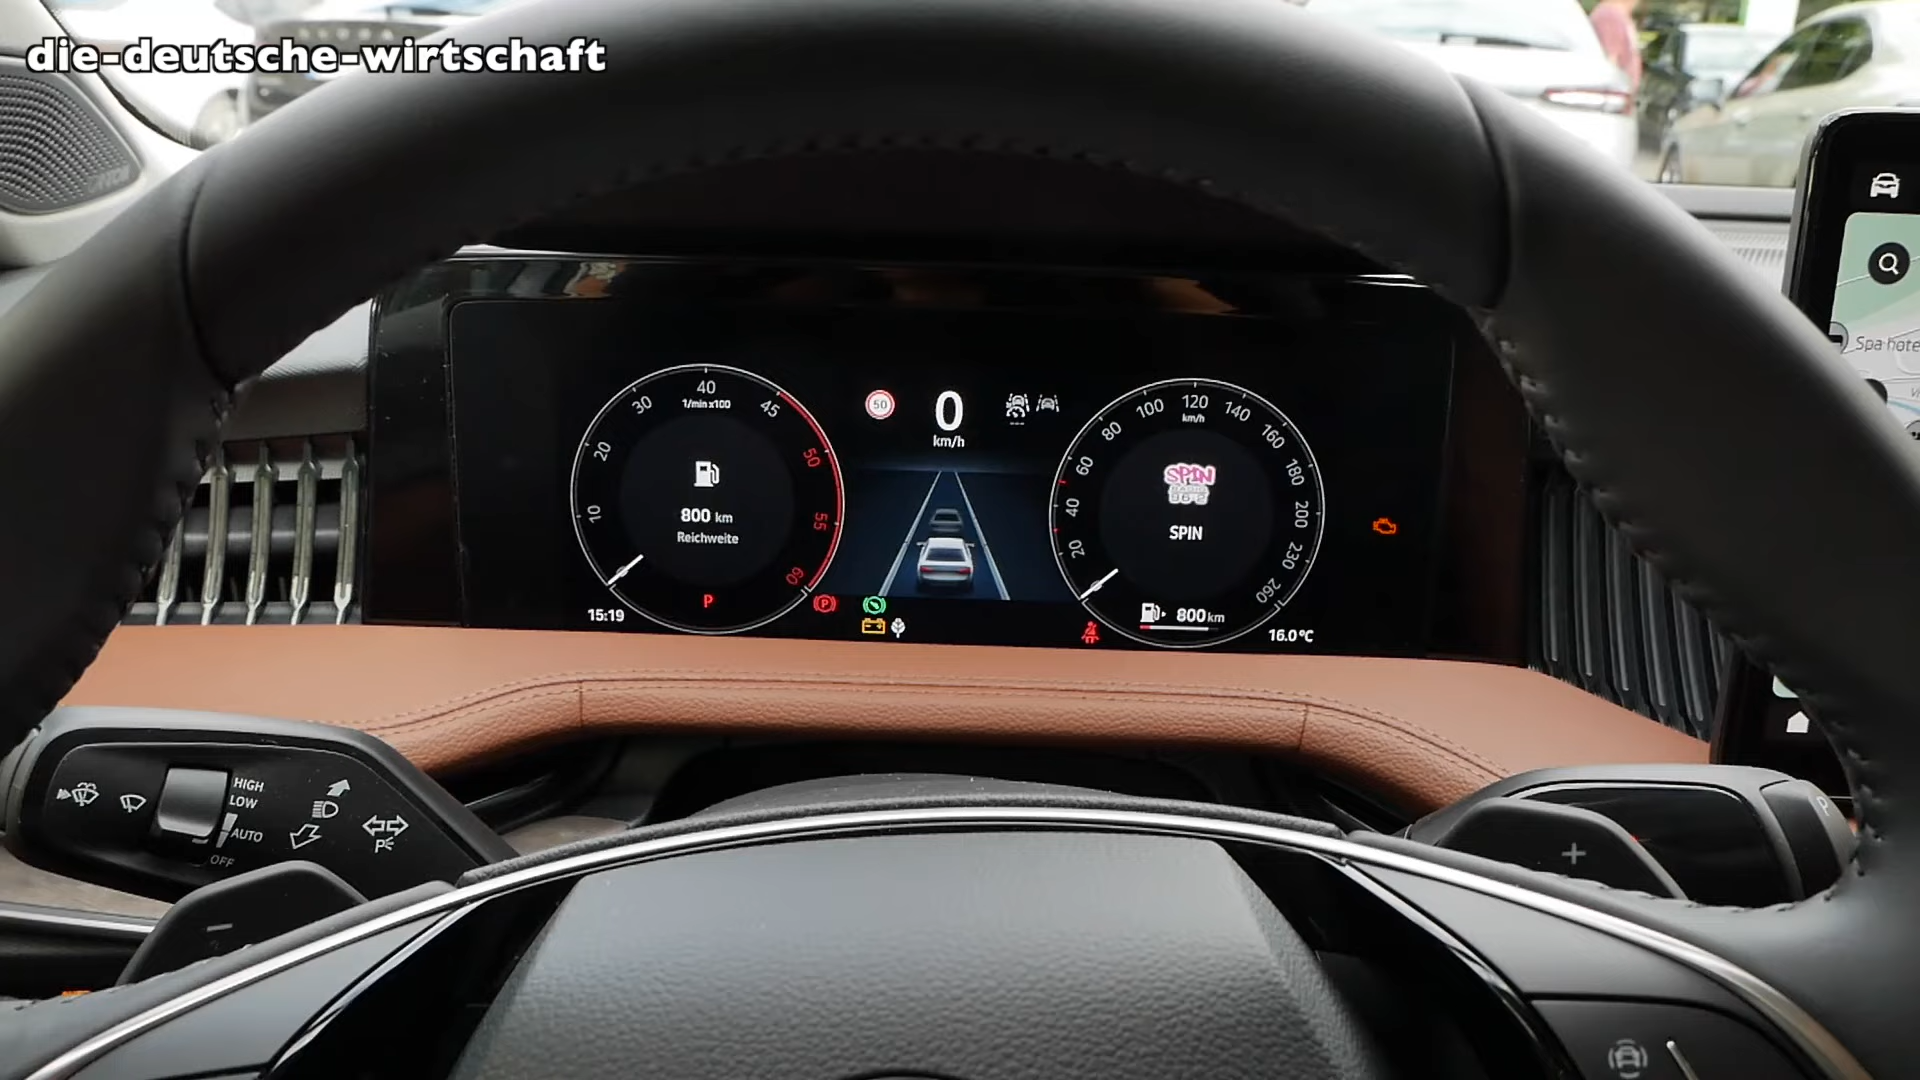 die-deutsche-wirtschaft
10
20
30
40
1/min x100
45
50
55
60
800 km
Reichweite
P
15:19
P
50
0
km/h
20
40
60
80
100
120
km/h
140
160
180
200
230
260
SPIN
SPIN
800 km
16.0°C
Spa hote
HIGH
LOW
AUTO
OFF
P
P
+
-